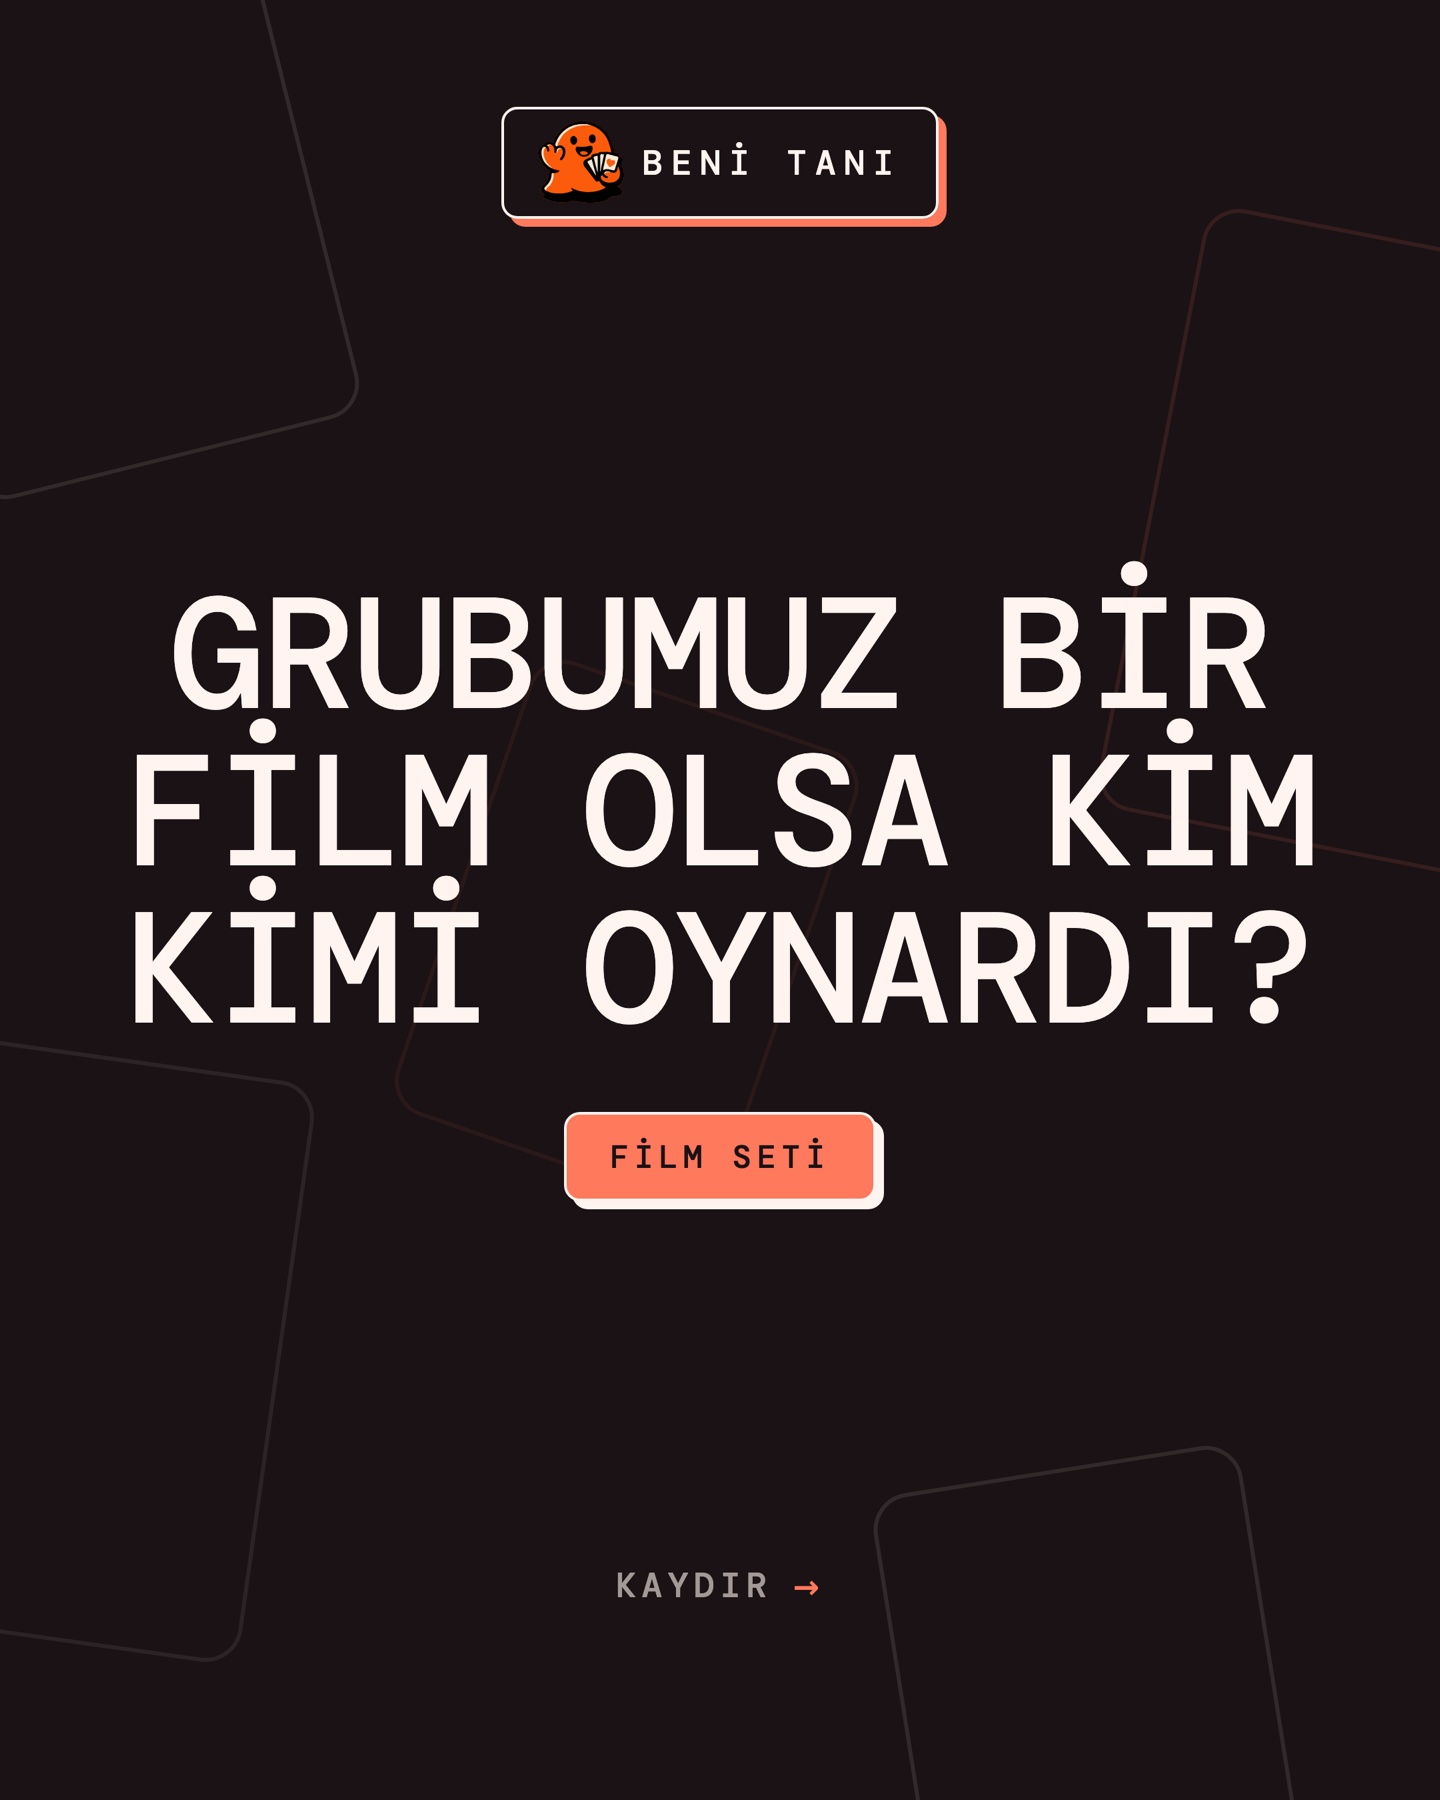 BENİ TANI
GRUBUMUZ BİR
FİLM OLSA KİM
KİMİ OYNARDI?
FİLM SETİ
KAYDIR →